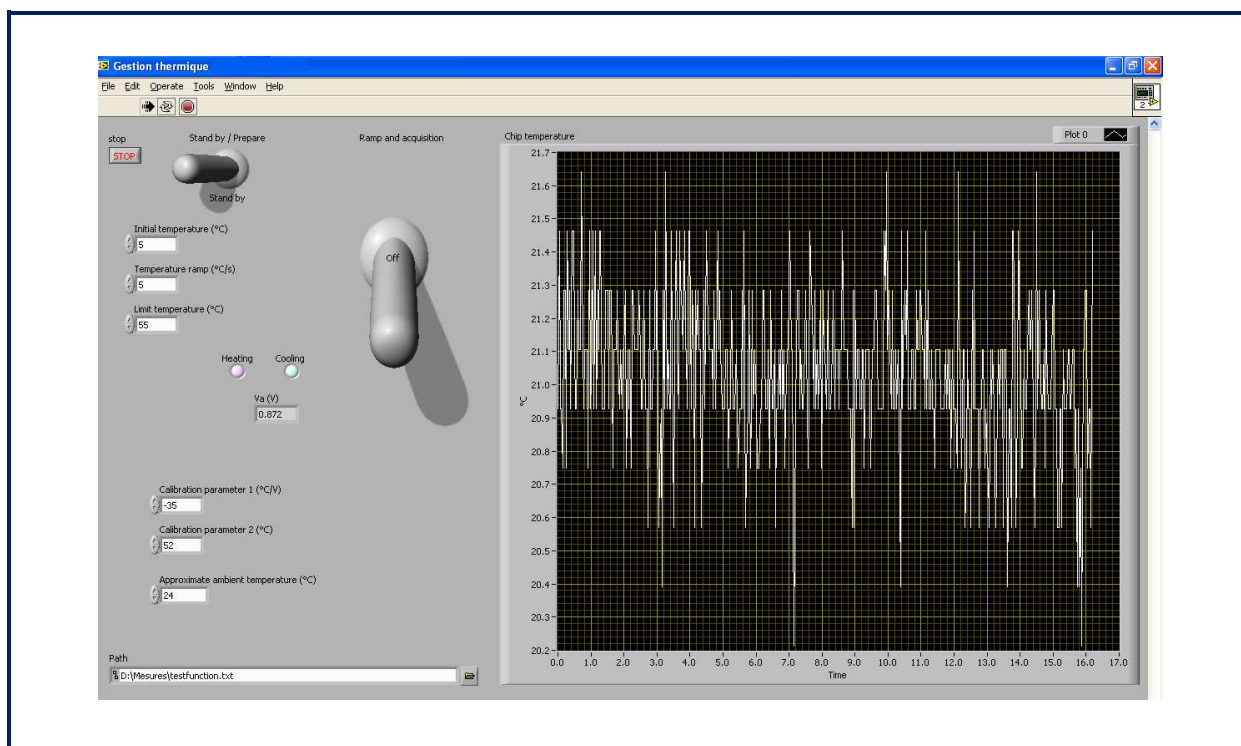 Gestion thermique
File Edit Operate Tools Window Help
2
stop
STOP
Stand by / Prepare
Stand by
Ramp and acquisition
Off
Initial temperature (°C)
5
Temperature ramp (°C/s)
5
Limit temperature (°C)
55
Heating Cooling
Va (V)
0.872
Calibration parameter 1 (°C/V)
-35
Calibration parameter 2 (°C)
52
Approximate ambient temperature (°C)
24
Path
D:\Mesures\testfunction.txt
Chip temperature
Plot 0
21.7
21.6
21.5
21.4
21.3
21.2
21.1
21.0
20.9
20.8
20.7
20.6
20.5
20.4
20.3
20.2
°C
0.0 1.0 2.0 3.0 4.0 5.0 6.0 7.0 8.0 9.0 10.0 11.0 12.0 13.0 14.0 15.0 16.0 17.0
Time